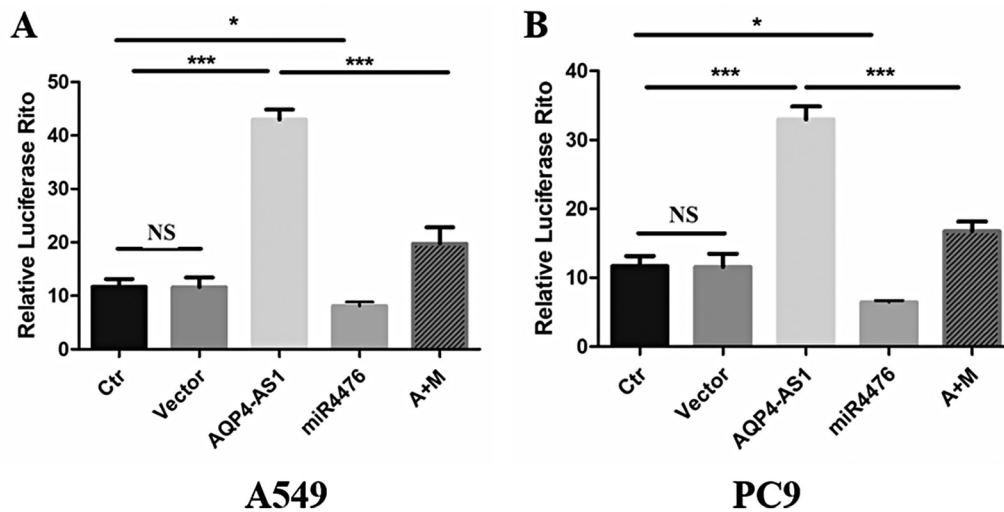 A
*
***
***
Relative Luciferase Rito
50
40
30
20
10
0
NS
Ctr
Vector
AQP4-AS1
miR4476
A+M
A549
B
*
***
***
Relative Luciferase Rito
40
30
20
10
0
NS
Ctr
Vector
AQP4-AS1
miR4476
A+M
PC9